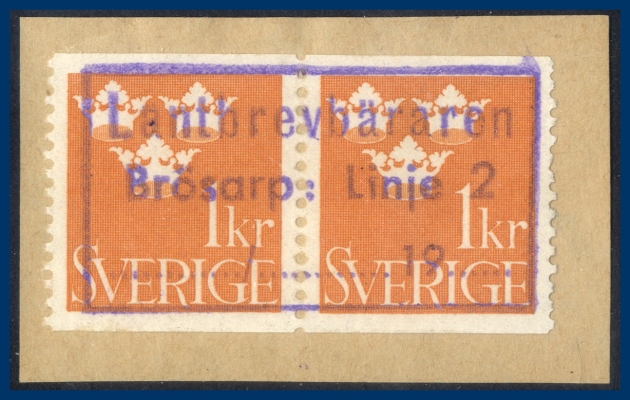 Lantbrevbäraren
Brösarp: Linje 2
1kr 1kr
....../............19......
SVERIGE SVERIGE